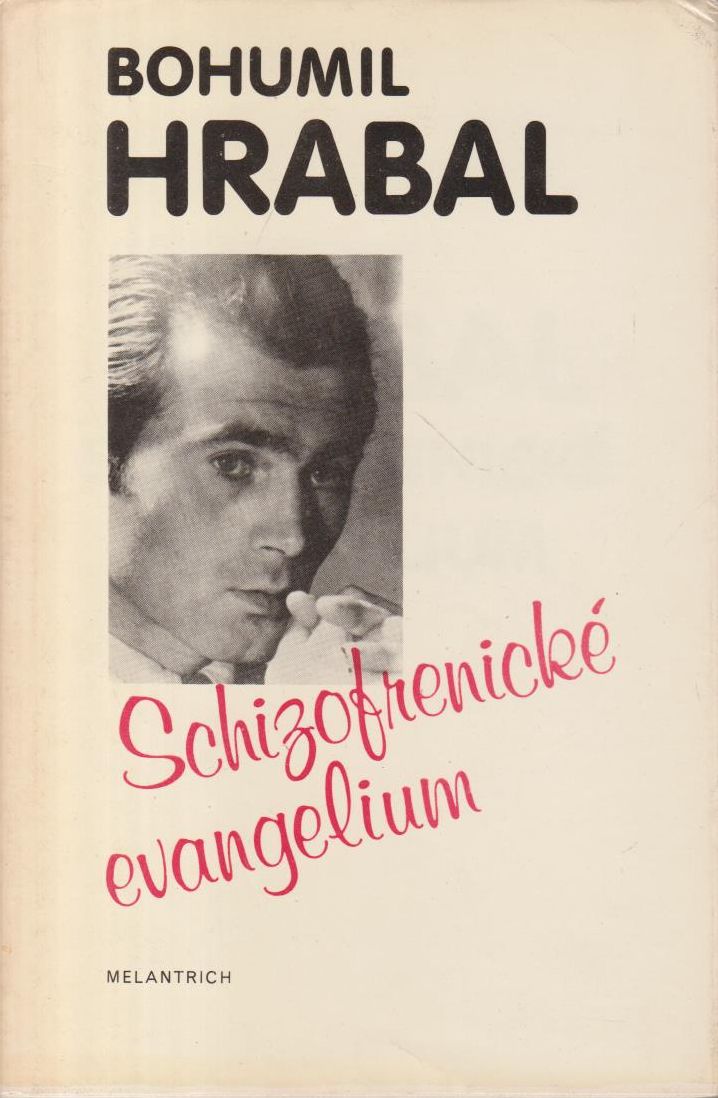 BOHUMIL
HRABAL
Schizofrenické
evangelium
MELANTRICH